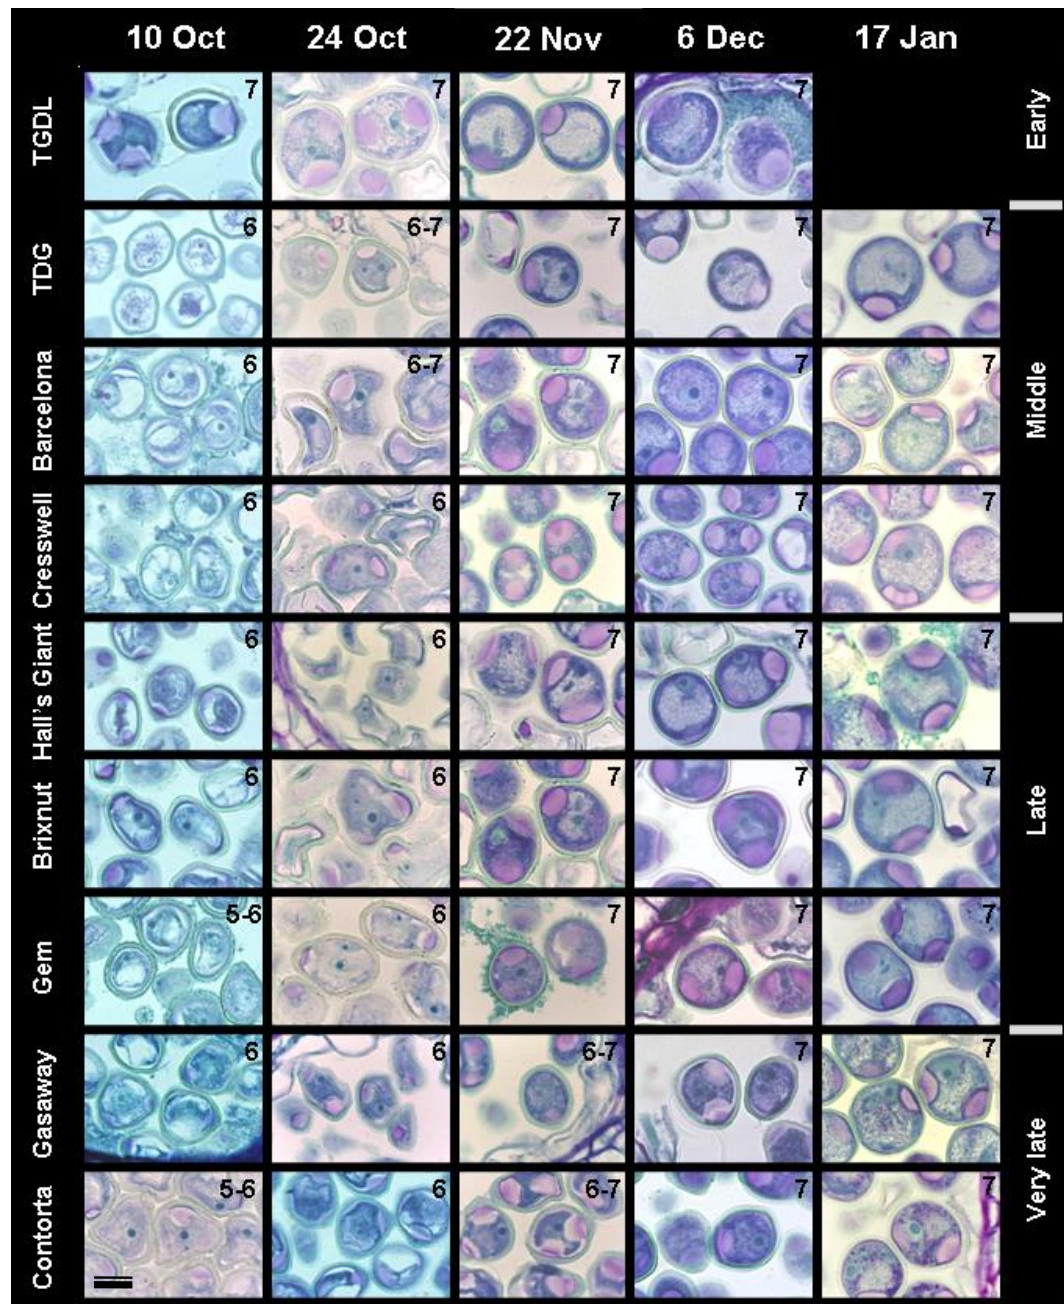 10 Oct 24 Oct 22 Nov 6 Dec 17 Jan
TGDL 7 7 7 7 Early
TDG 6 6-7 7 7 7
Barcelona 6 6-7 7 7 7 Middle
Cresswell 6 6 7 7 7
Hall's Giant 6 6 7 7 7
Brixnut 6 6 7 7 7 Late
Gem 5-6 6 7 7 7
Gasaway 6 6 6-7 7 7
Contorta 5-6 6 6-7 7 7 Very late